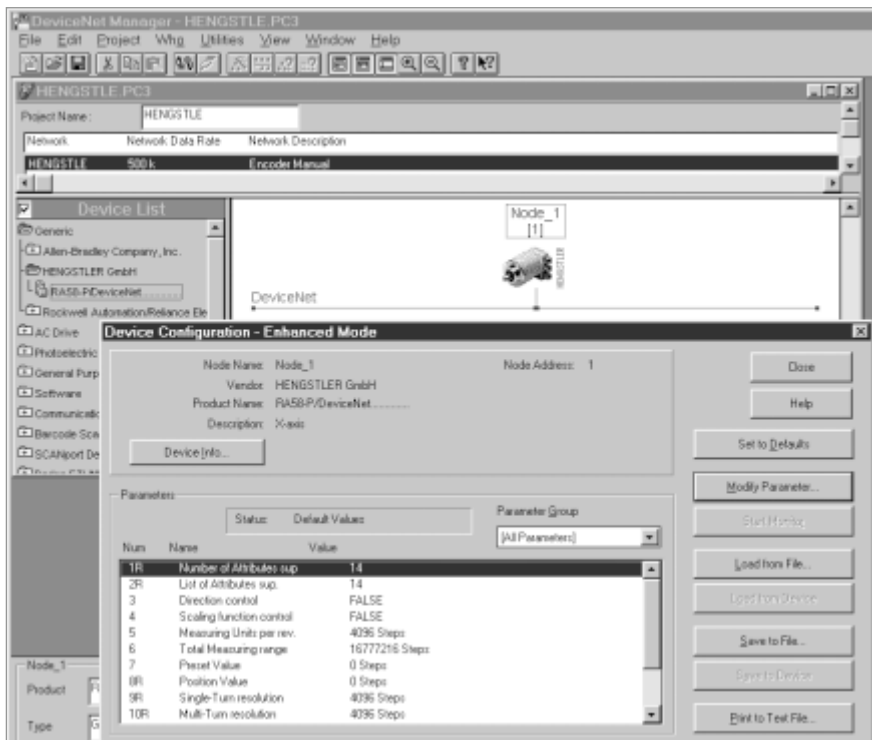 DeviceNet Manager - HENGSTLE.PC3
File Edit Project Who Utilities View Window Help
HENGSTLE.PC3
Project Name: HENGSTLE
Network Network Data Rate Network Description
HENGSTLE 500 k Encoder Manual
Device List
Generic
Allen-Bradley Company, Inc.
HENGSTLER GmbH
RA58-P/DeviceNet............
Rockwell Automation/Reliance Ele
AC Drive
Photoelectric
General Purp
Software
Communicatio
Barcode Sca
SCANport De
Node_1
[1]
HENGSTLER
DeviceNet
Device Configuration - Enhanced Mode
Node Name: Node_1 Node Address: 1
Vendor: HENGSTLER GmbH
Product Name: RA58-P/DeviceNet............
Description: X-axis
Device Info...
Close
Help
Set to Defaults
Modify Parameter...
Start Monitor
Load from File...
Load from Device
Save to File...
Save to Device
Print to Text File...
Parameters
Status: Default Values
Parameter Group
[All Parameters]
Num Name Value
1R Number of Attributes sup 14
2R List of Attributes sup. 14
3 Direction control FALSE
4 Scaling function control FALSE
5 Measuring Units per rev. 4096 Steps
6 Total Measuring range 16777216 Steps
7 Preset Value 0 Steps
8R Position Value 0 Steps
9R Single-Turn resolution 4096 Steps
10R Multi-Turn resolution 4096 Steps
Node_1
Product
Type G